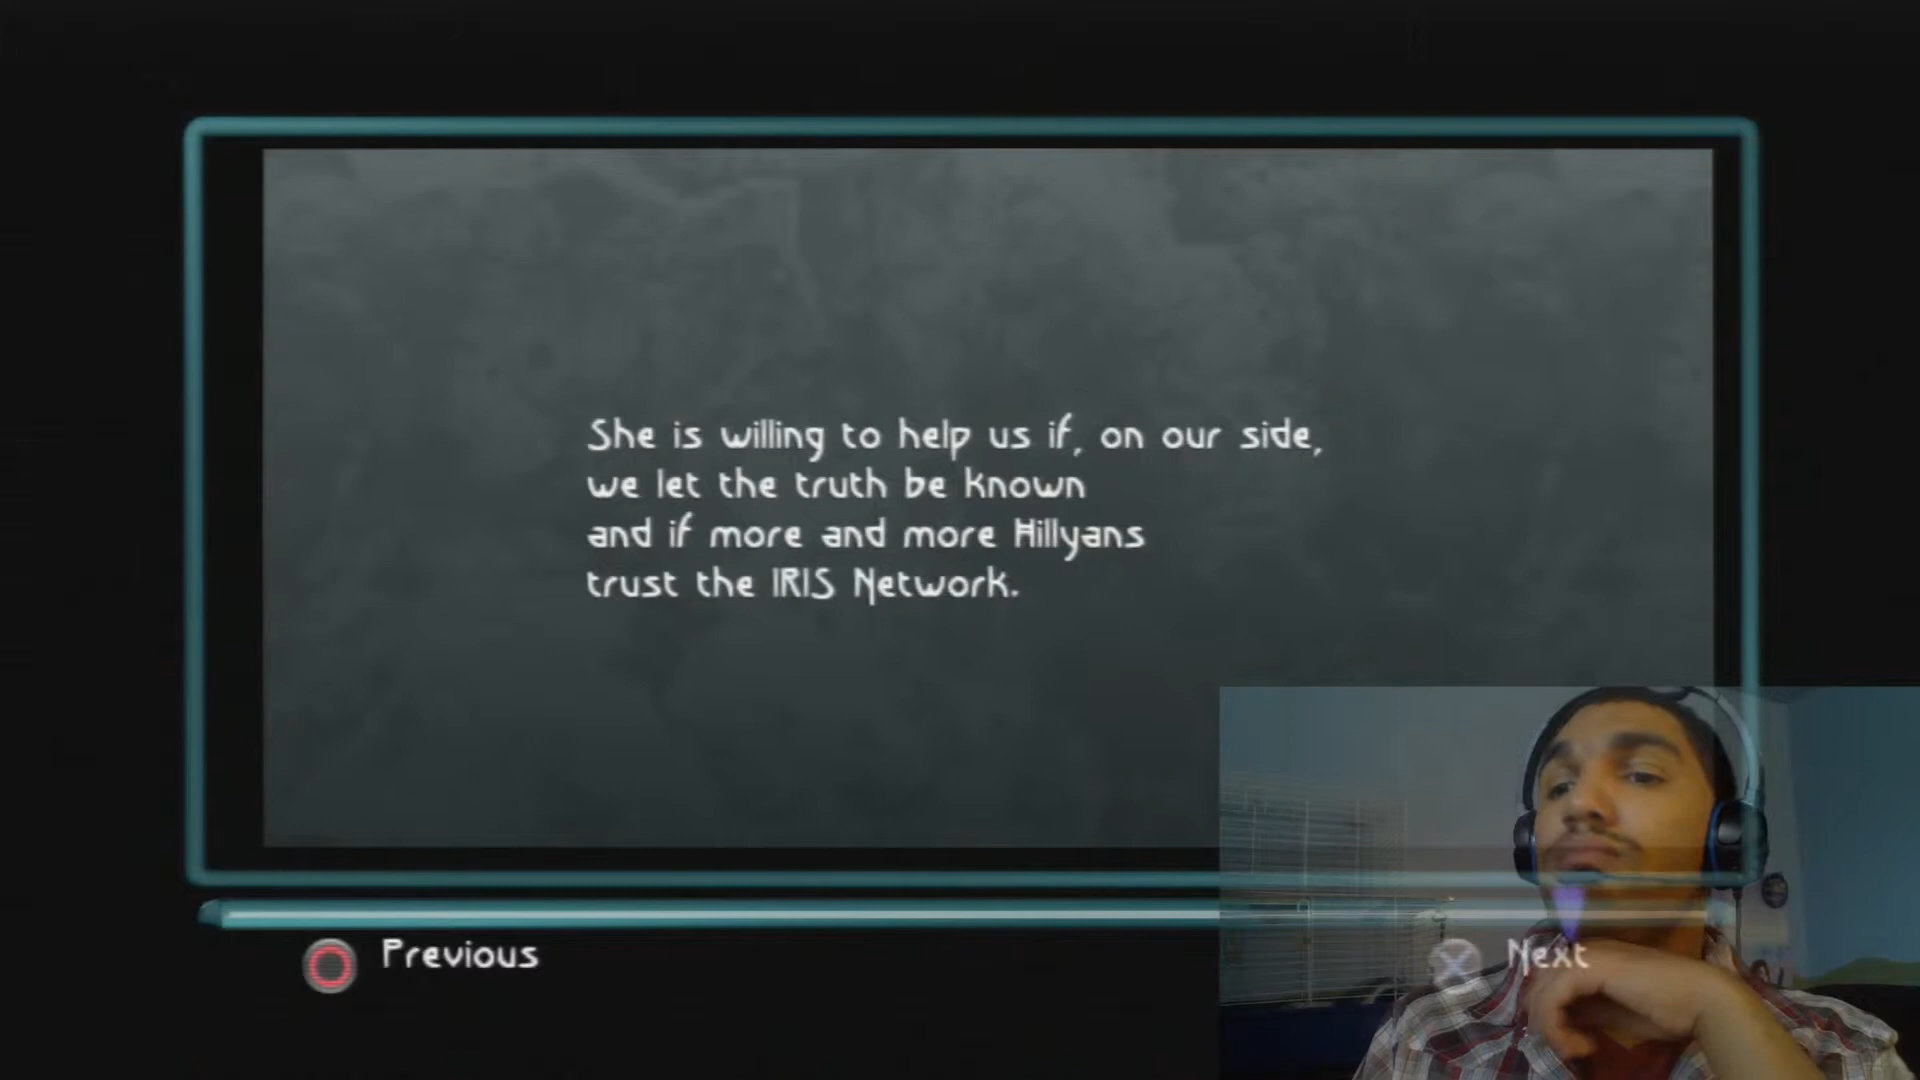 She is willing to help us if, on our side,
we let the truth be known
and if more and more Hillyans
trust the IRIS Network.
Previous
Next